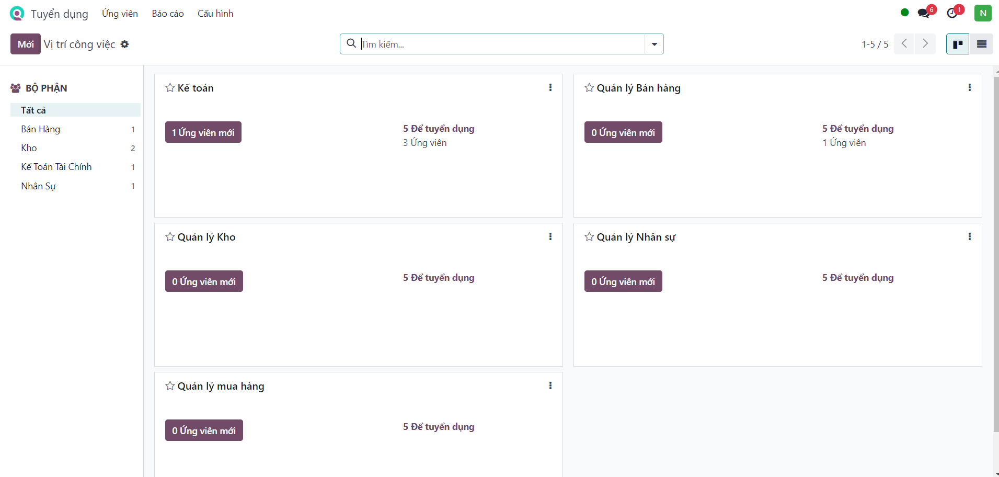 Tuyển dụng Ứng viên Báo cáo Cấu hình 6 1 N
Mới Vị trí công việc Tìm kiếm... 1-5 / 5
BỘ PHẬN
Tất cả
Bán Hàng 1
Kho 2
Kế Toán Tài Chính 1
Nhân Sự 1
Kế toán
1 Ứng viên mới
5 Để tuyển dụng
3 Ứng viên
Quán lý Bán hàng
0 Ứng viên mới
5 Để tuyển dụng
1 Ứng viên
Quản lý Kho
0 Ứng viên mới
5 Để tuyển dụng
Quản lý Nhân sự
0 Ứng viên mới
5 Để tuyển dụng
Quản lý mua hàng
0 Ứng viên mới
5 Để tuyển dụng